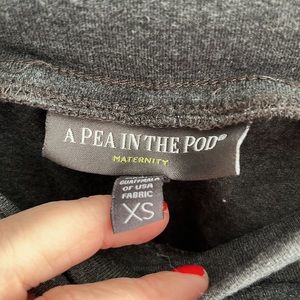 A PEA IN THE POD®
MATERNITY
GUATEMALA
OF USA
FABRIC
XS